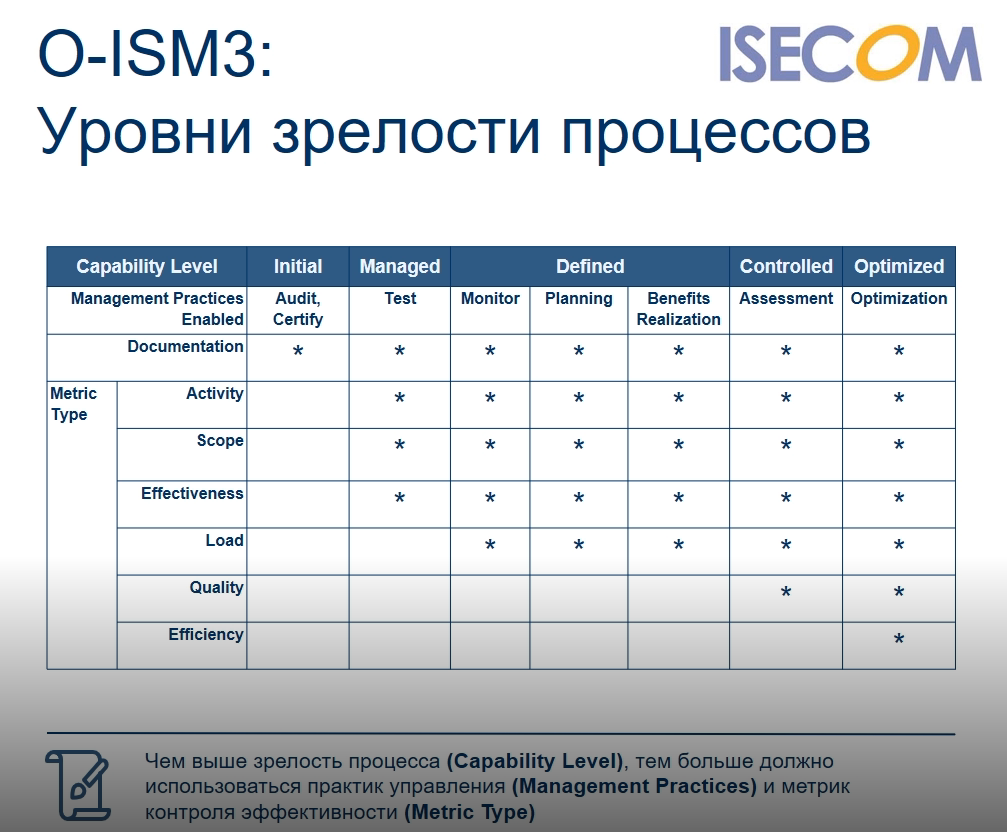 O-ISM3:
ISECOM
Уровни зрелости процессов
Capability Level Initial Managed Defined Controlled Optimized
Management Practices Enabled Audit, Certify Test Monitor Planning Benefits Realization Assessment Optimization
Documentation * * * * * * *
Metric Type
Activity * * * * * *
Scope * * * * * *
Effectiveness * * * * * *
Load * * * * *
Quality * *
Efficiency *
Чем выше зрелость процесса (Capability Level), тем больше должно
использоваться практик управления (Management Practices) и метрик
контроля эффективности (Metric Type)